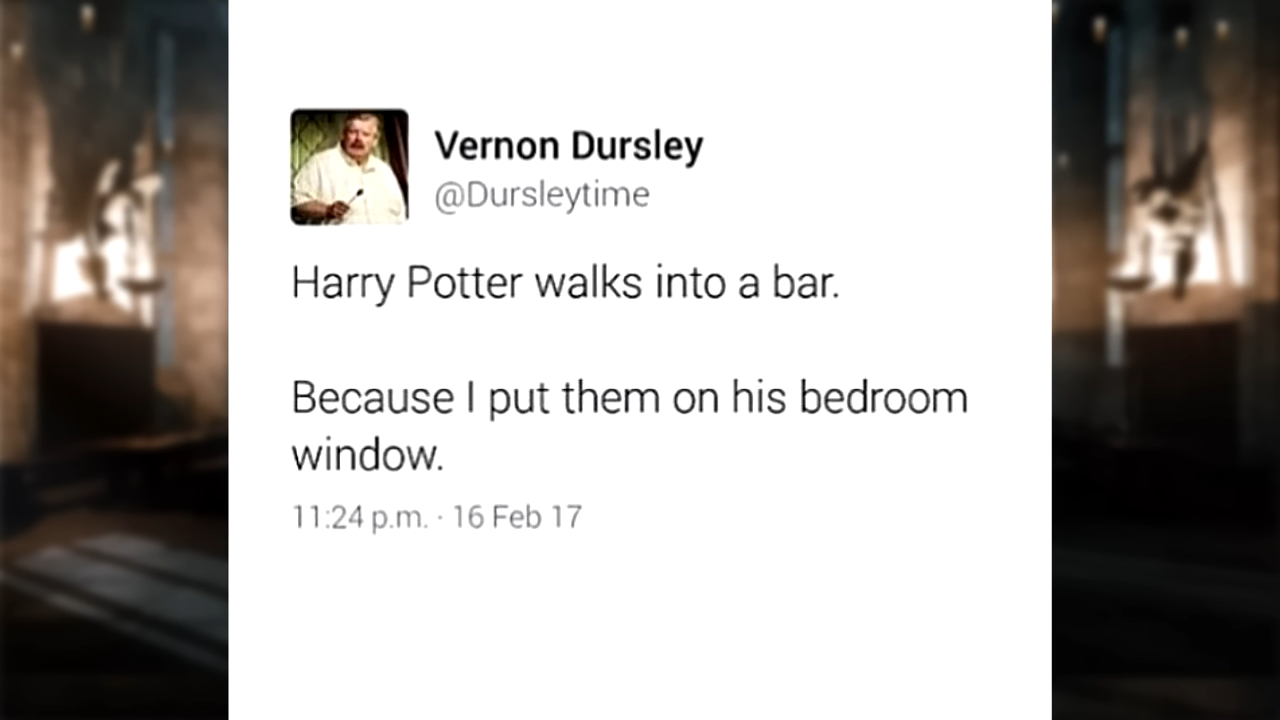 Vernon Dursley
@Dursleytime
Harry Potter walks into a bar.
Because I put them on his bedroom
window.
11:24 p.m. · 16 Feb 17